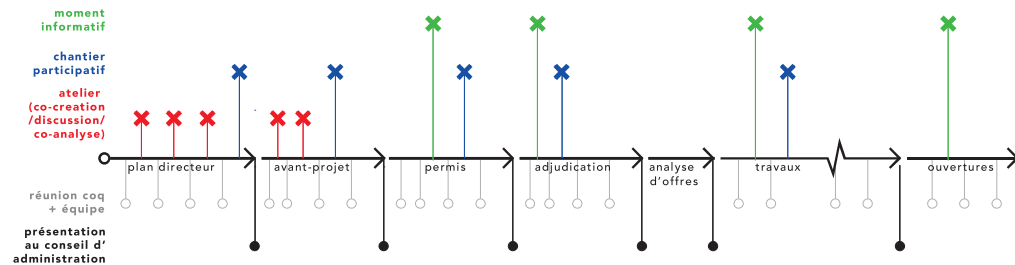 moment
informatif
chantier
participatif
atelier
(co-creation
/discussion/
co-analyse)
plan directeur
avant-projet
permis
adjudication
analyse
d'offres
travaux
ouvertures
réunion coq
+ équipe
présentation
au conseil d'
administration